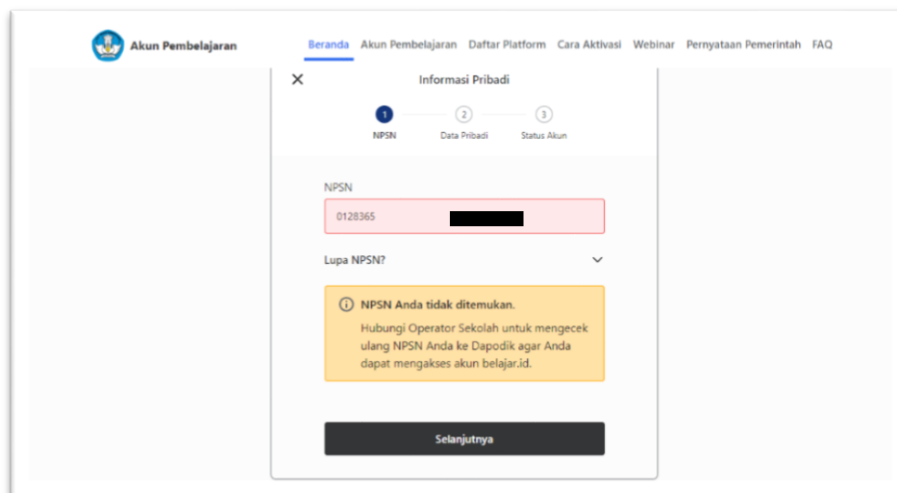 Akun Pembelajaran
Beranda Akun Pembelajaran Daftar Platform Cara Aktivasi Webinar Pernyataan Pemerintah FAQ
Informasi Pribadi
1 2 3
NPSN Data Pribadi Status Akun
NPSN
0128365
Lupa NPSN?
NPSN Anda tidak ditemukan.
Hubungi Operator Sekolah untuk mengecek
ulang NPSN Anda ke Dapodik agar Anda
dapat mengakses akun belajar.id.
Selanjutnya